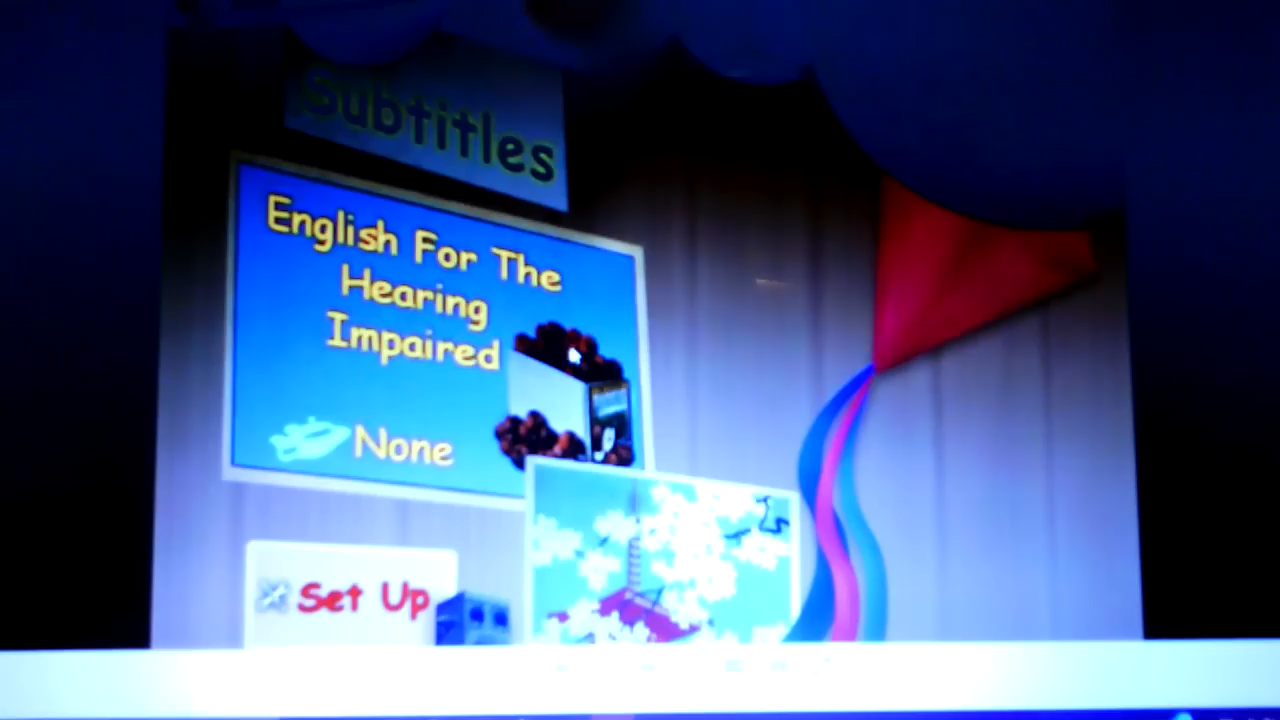 Subtitles
English For The
Hearing
Impaired
None
Set Up